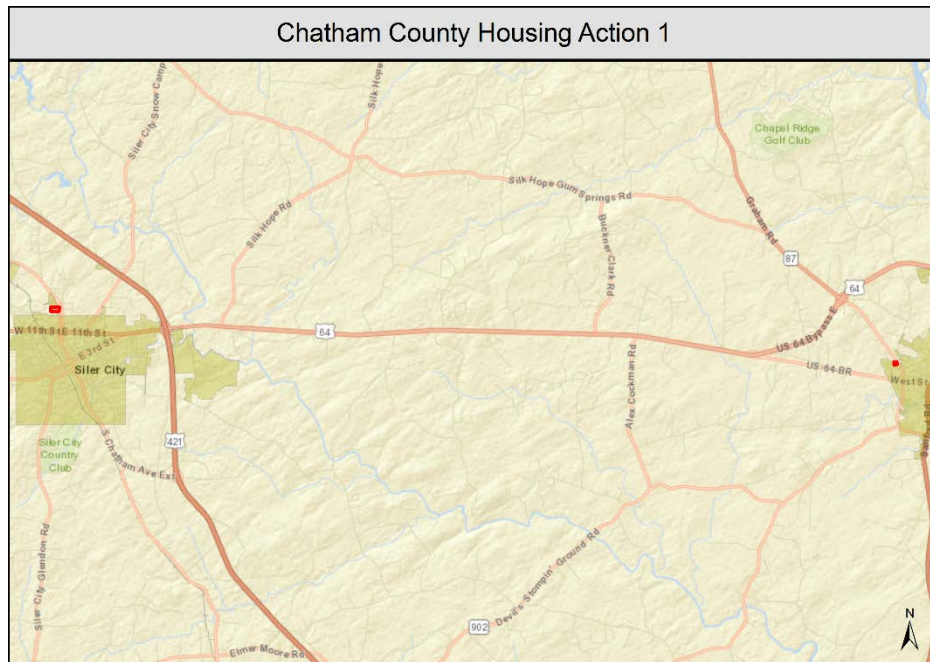 Chatham County Housing Action 1
Siler City Snow Camp
Silk Hope
Chapel Ridge
Golf Club
Silk Hope Gum Springs Rd
Silk Hope Rd
Buckner Clark Rd
Graham Rd
87
64
W 11th St
E 11th St
64
US 64 Bypass E
E 3rd St
Siler City
Alex Cockman Rd
US-64-BR
West St
421
Siler City
Country
Club
S Chatham Ave Ext
Siler City Glendon Rd
Devil's Stompin' Ground Rd
902
Elmer Moore Rd
N